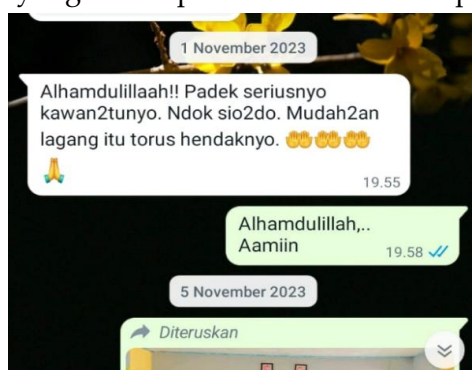 1 November 2023
Alhamdulillaah!! Padek seriusnyo
kawan2tunyo. Ndok sio2do. Mudah2an
lagang itu torus hendaknyo. 🤲🤲🤲
🙏
19.55
Alhamdulillah,..
Aamiin
19.58
5 November 2023
Diteruskan